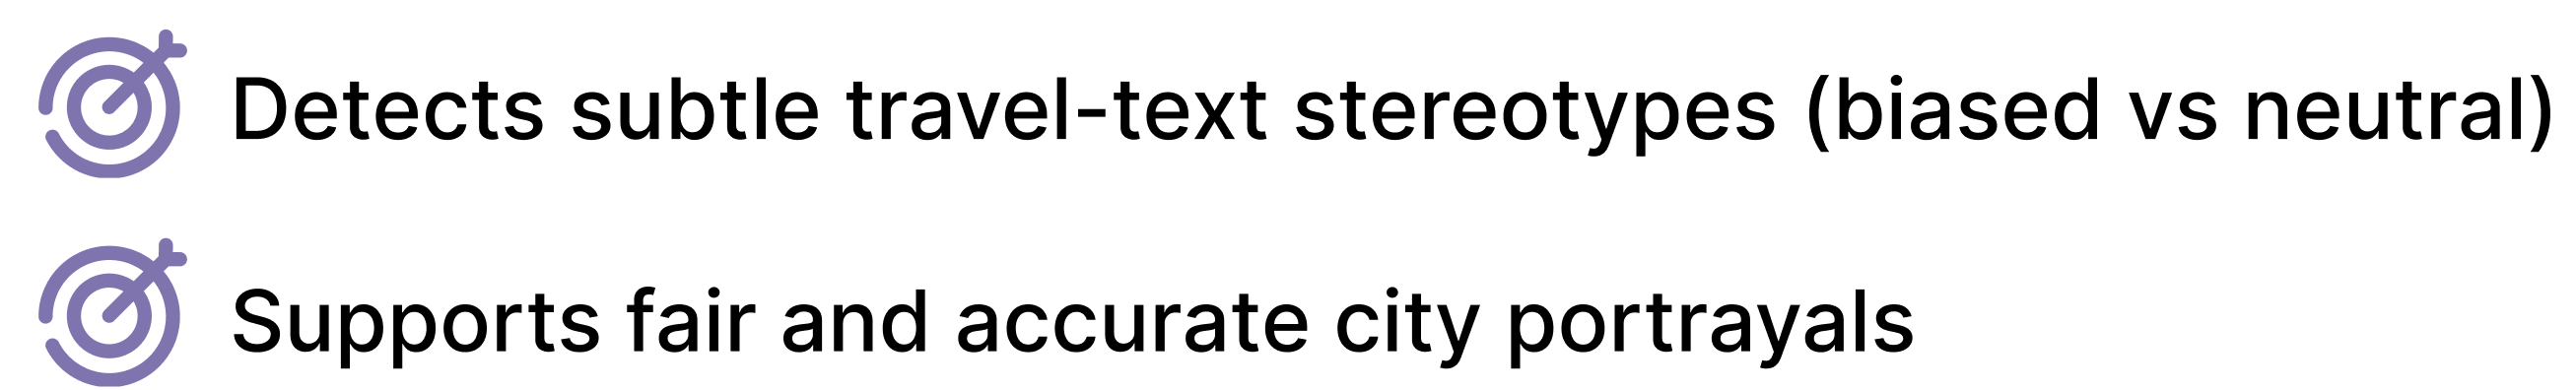 Detects subtle travel-text stereotypes (biased vs neutral)
Supports fair and accurate city portrayals